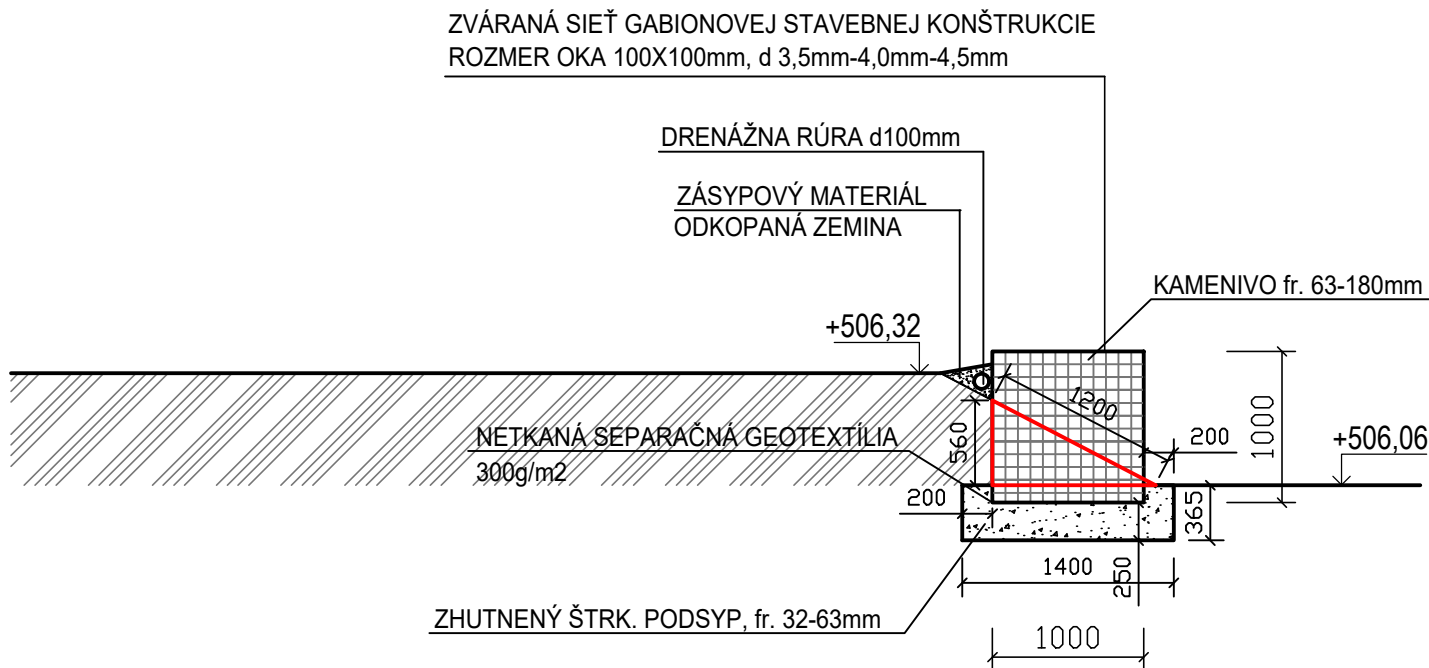 ZVÁRANÁ SIEŤ GABIONOVEJ STAVEBNEJ KONŠTRUKCIE
ROZMER OKA 100X100mm, d 3,5mm-4,0mm-4,5mm
DRENÁŽNA RÚRA d100mm
ZÁSYPOVÝ MATERIÁL
ODKOPANÁ ZEMINA
KAMENIVO fr. 63-180mm
+506,32
1200
1000
NETKANÁ SEPARAČNÁ GEOTEXTÍLIA
300g/m2
560
200
+506,06
200
365
1400
250
ZHUTNENÝ ŠTRK. PODSYP, fr. 32-63mm
1000